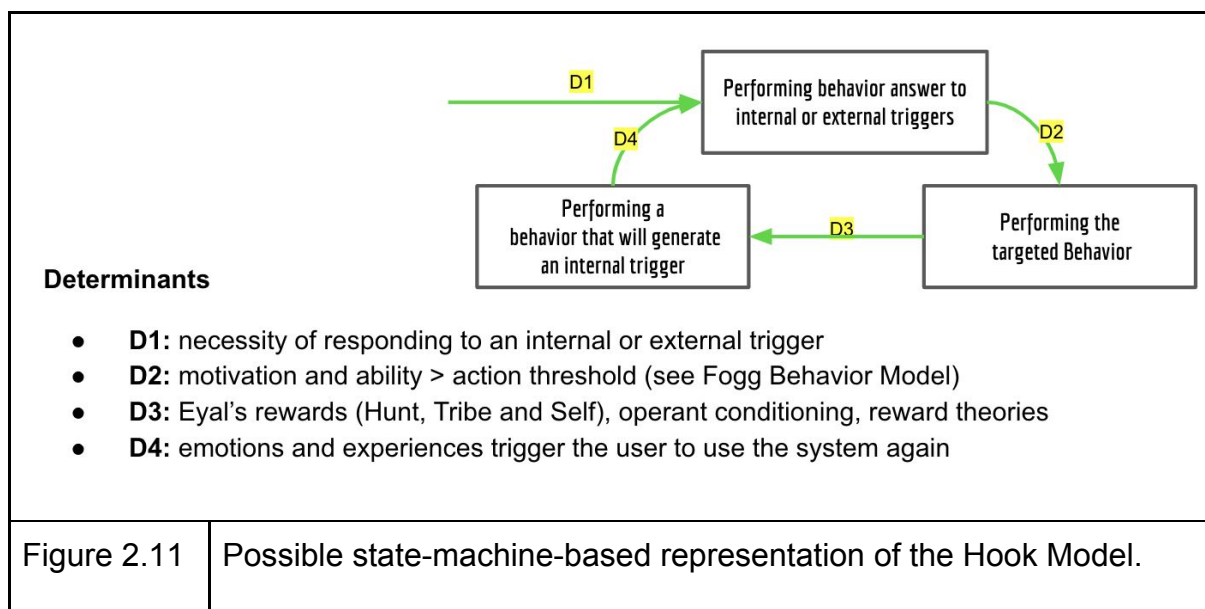 D1
Performing behavior answer to
internal or external triggers
D4
D2
Performing a
behavior that will generate
an internal trigger
D3
Performing the
targeted Behavior
Determinants
● D1: necessity of responding to an internal or external trigger
● D2: motivation and ability > action threshold (see Fogg Behavior Model)
● D3: Eyal’s rewards (Hunt, Tribe and Self), operant conditioning, reward theories
● D4: emotions and experiences trigger the user to use the system again
Figure 2.11 Possible state-machine-based representation of the Hook Model.